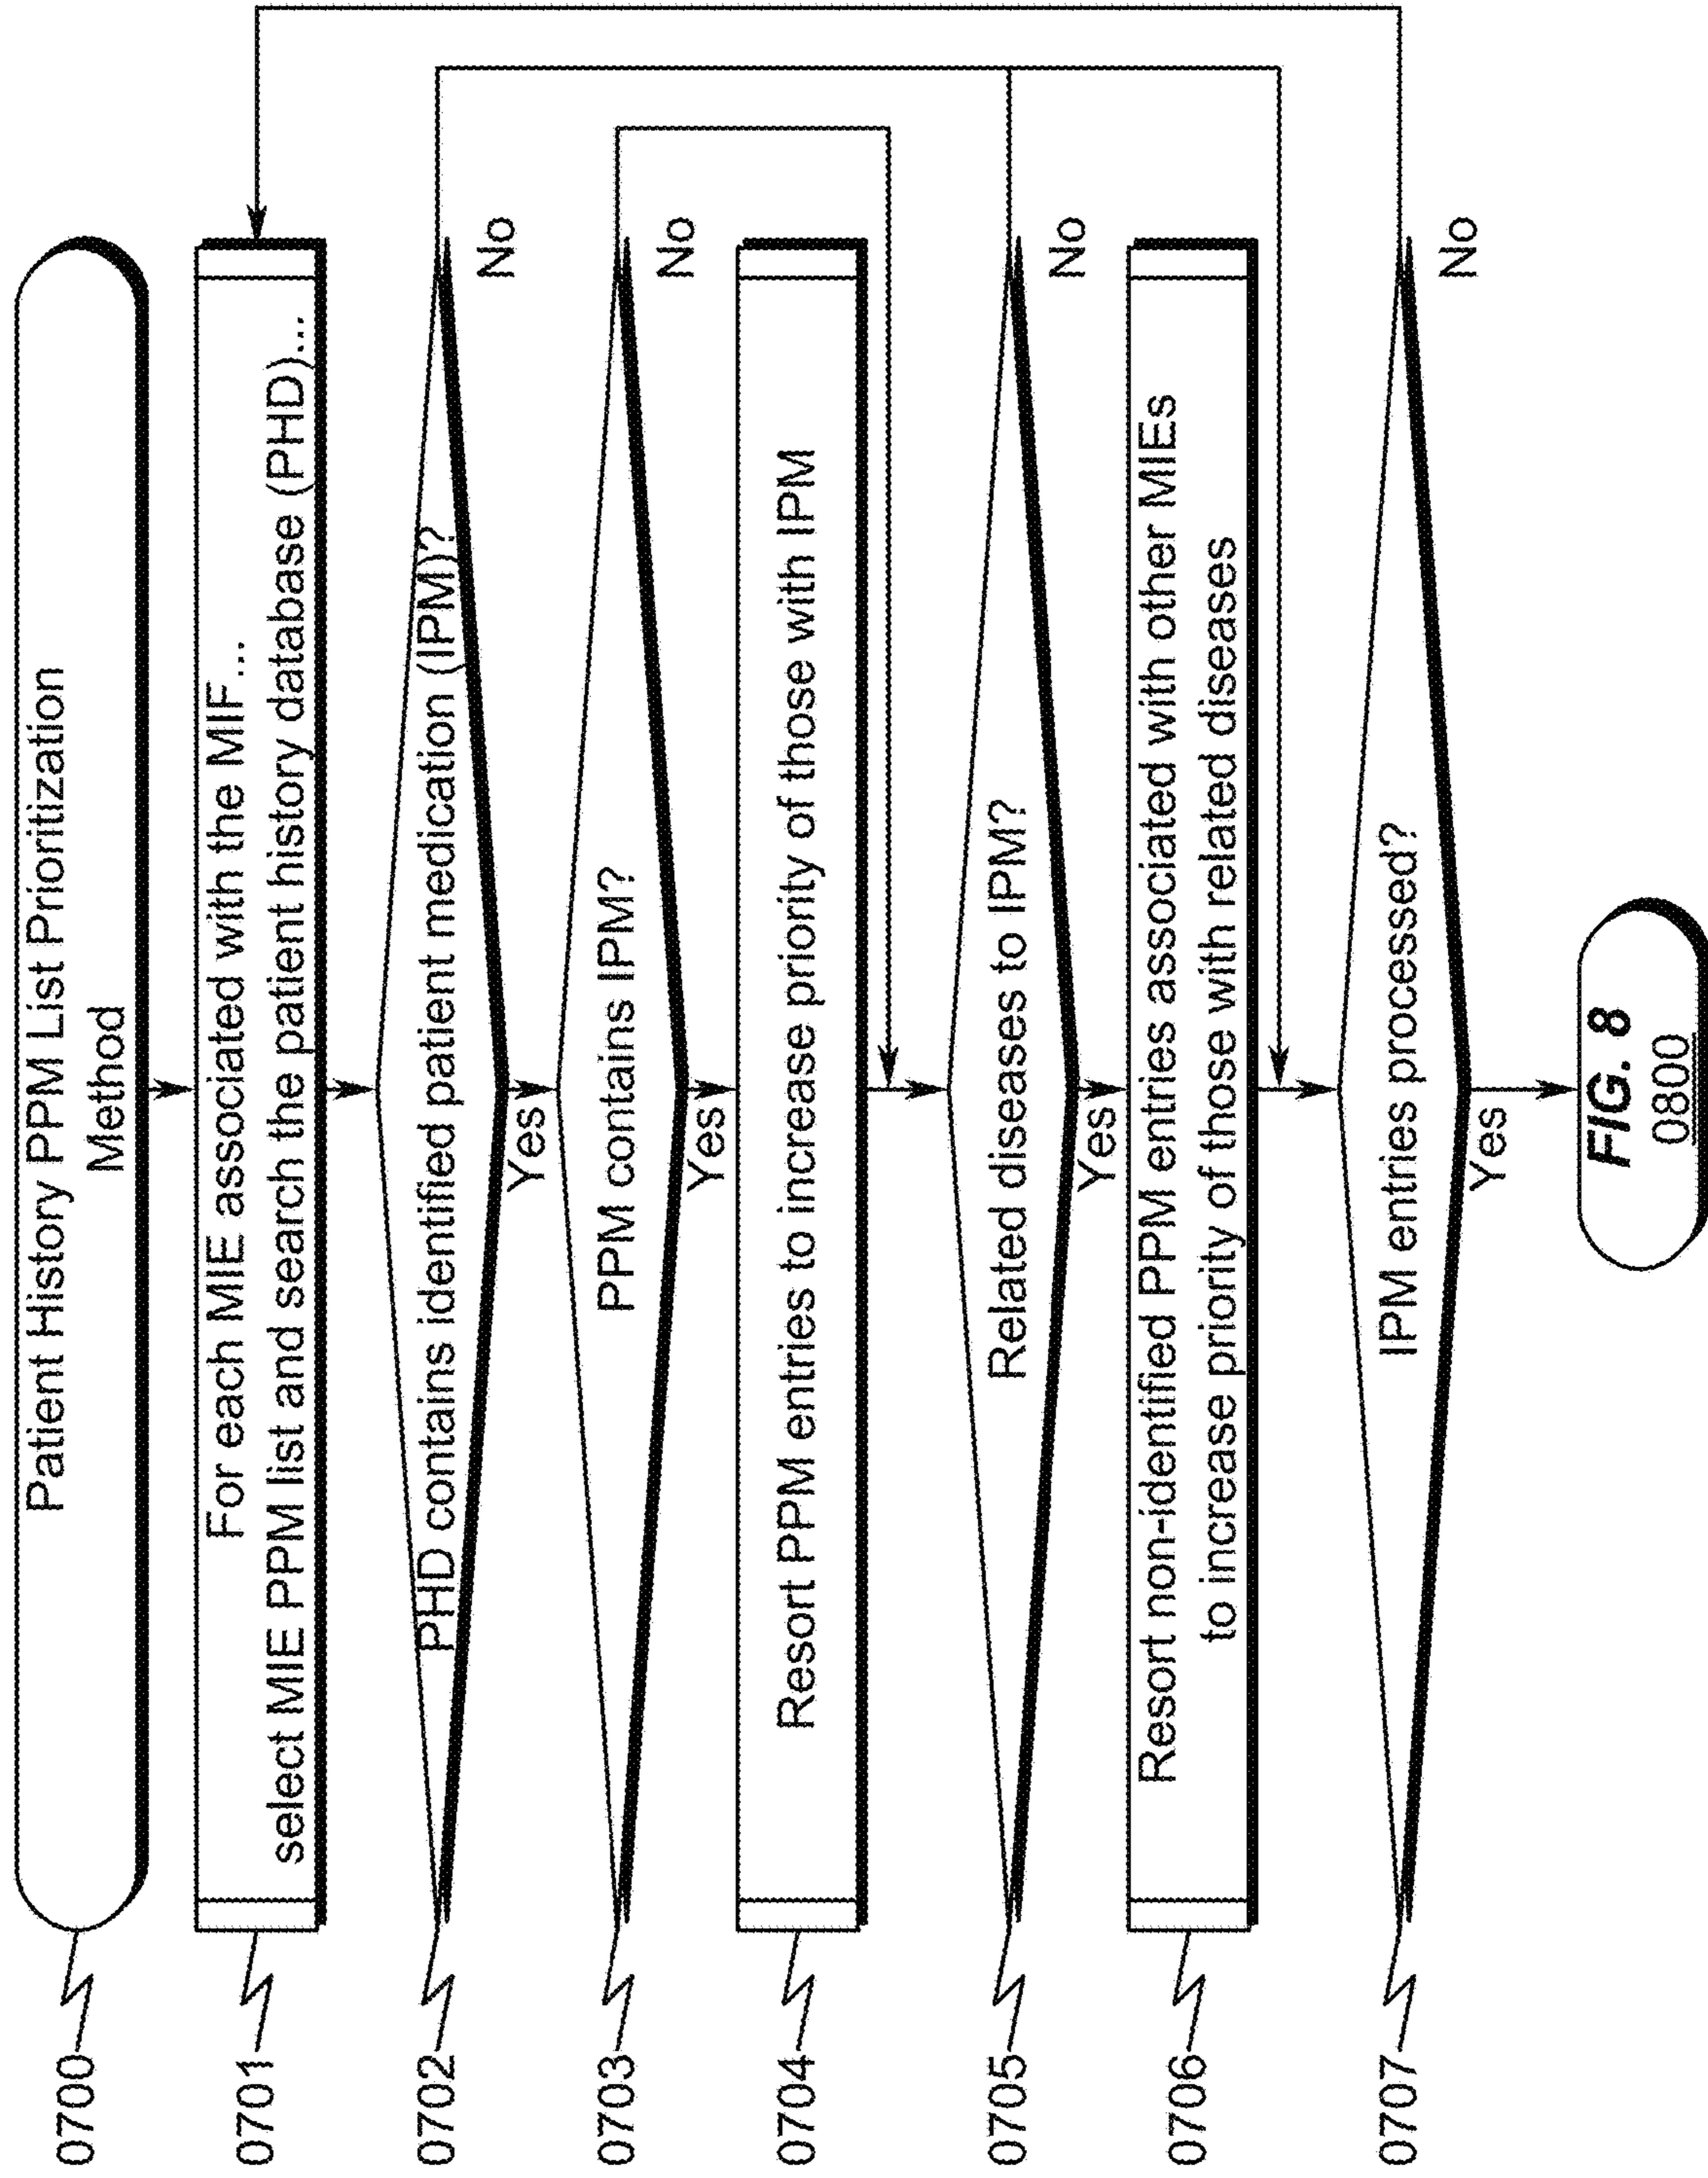 Patient History PPM List Prioritization
Method
0700
For each MIE associated with the MIF...
select MIE PPM list and search the patient history database (PHD)...
0701
PHD contains identified patient medication (IPM)?
0702
No
Yes
PPM contains IPM?
0703
No
Yes
Resort PPM entries to increase priority of those with IPM
0704
Related diseases to IPM?
0705
No
Yes
Resort non-identified PPM entries associated with other MIEs
to increase priority of those with related diseases
0706
IPM entries processed?
0707
No
Yes
FIG. 8
0800